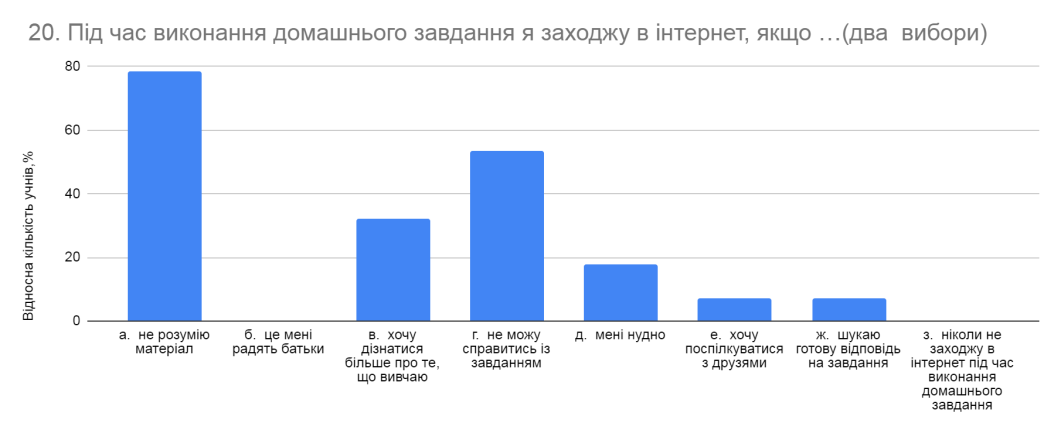 20. Під час виконання домашнього завдання я заходжу в інтернет, якщо …(два вибори)
Відносна кількість учнів,%
80
60
40
20
0
а. не розумію
матеріал
б. це мені
радять батьки
в. хочу
дізнатися
більше про те,
що вивчаю
г. не можу
справитись із
завданням
д. мені нудно
е. хочу
поспілкуватися
з друзями
ж. шукаю
готову відповідь
на завдання
з. ніколи не
заходжу в
інтернет під час
виконання
домашнього
завдання